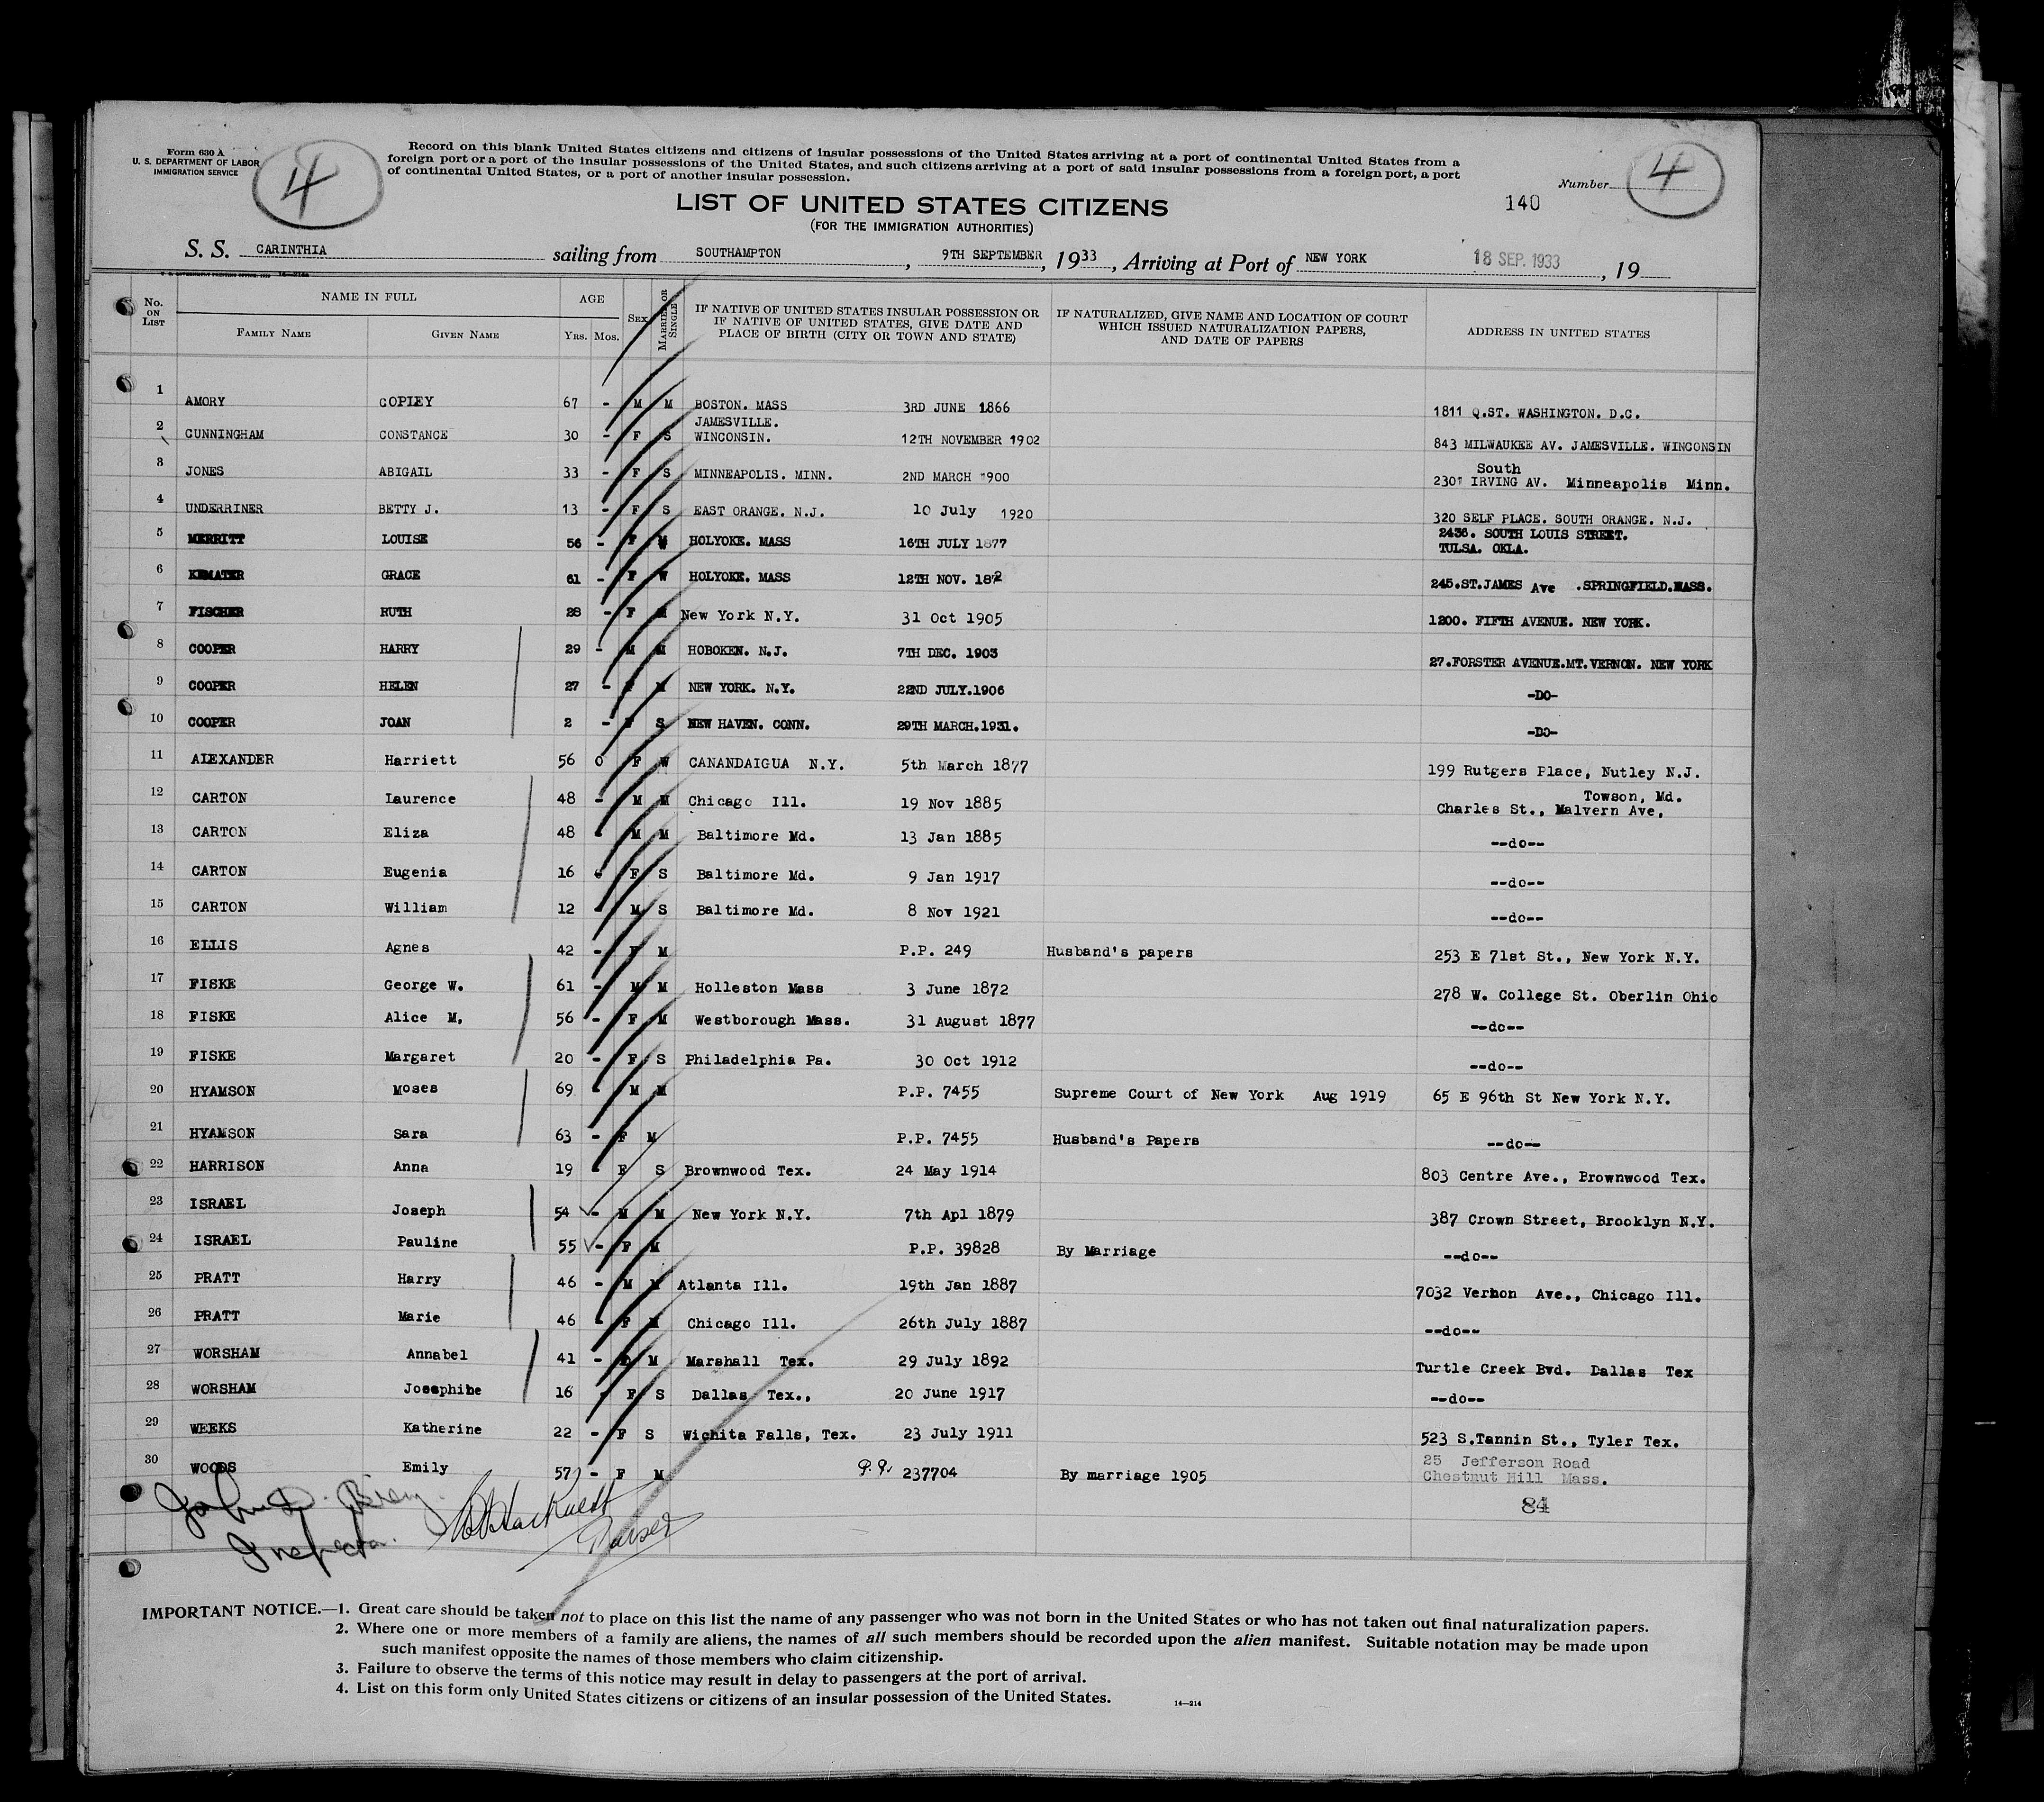 Form 630 A
U. S. DEPARTMENT OF LABOR
IMMIGRATION SERVICE
4
Record on this blank United States citizens and citizens of insular possessions of the United States arriving at a port of continental United States from a
foreign port or a port of the insular possessions of the United States, and such citizens arriving at a port of said insular possessions from a foreign port, a port
of continental United States, or a port of another insular possession.
Number 4
140
LIST OF UNITED STATES CITIZENS
(FOR THE IMMIGRATION AUTHORITIES)
S. S. CARINTHIA sailing from SOUTHAMPTON, 9TH SEPTEMBER, 1933, Arriving at Port of NEW YORK 18 SEP. 1933, 19
No. ON LIST
NAME IN FULL
FAMILY NAME GIVEN NAME
AGE
YRS. MOS.
SEX
MARRIED OR SINGLE
IF NATIVE OF UNITED STATES INSULAR POSSESSION OR
IF NATIVE OF UNITED STATES, GIVE DATE AND
PLACE OF BIRTH (CITY OR TOWN AND STATE)
IF NATURALIZED, GIVE NAME AND LOCATION OF COURT
WHICH ISSUED NATURALIZATION PAPERS,
AND DATE OF PAPERS
ADDRESS IN UNITED STATES
1 AMORY COPLEY 67 - M M BOSTON. MASS 3RD JUNE 1866 1811 Q.ST. WASHINGTON. D.C.
2 CUNNINGHAM CONSTANCE 30 - F S JAMESVILLE. WINCONSIN. 12TH NOVEMBER 1902 843 MILWAUKEE AV. JAMESVILLE. WINCONSIN
3 JONES ABIGAIL 33 - F S MINNEAPOLIS. MINN. 2ND MARCH 1900 2307 South IRVING AV. Minneapolis Minn.
4 UNDERRINER BETTY J. 13 - F S EAST ORANGE. N.J. 10 July 1920 320 SELF PLACE. SOUTH ORANGE. N.J.
5 MERRITT LOUISE 56 - F HOLYOKE. MASS 16TH JULY 1877 2436. SOUTH LOUIS STREET. TULSA. OKLA.
6 KEMATER GRACE 61 - F W HOLYOKE. MASS 12TH NOV. 1872 245.ST.JAMES Ave .SPRINGFIELD.MASS.
7 FISCHER RUTH 28 - F M New York N.Y. 31 Oct 1905 1200. FIFTH AVENUE. NEW YORK.
8 COOPER HARRY 29 - M M HOBOKEN. N.J. 7TH DEC. 1903 27.FORSTER AVENUE.MT.VERNON. NEW YORK
9 COOPER HELEN 27 - F M NEW YORK. N.Y. 22ND JULY.1906 -DO-
10 COOPER JOAN 2 - F S NEW HAVEN. CONN. 29TH MARCH.1931. -DO-
11 ALEXANDER Harriett 56 0 F W CANANDAIGUA N.Y. 5th March 1877 199 Rutgers Place, Nutley N.J.
12 CARTON Laurence 48 - M M Chicago Ill. 19 Nov 1885 Towson, Md. Charles St., Malvern Ave,
13 CARTON Eliza 48 - M M Baltimore Md. 13 Jan 1885 --do--
14 CARTON Eugenia 16 - F S Baltimore Md. 9 Jan 1917 --do--
15 CARTON William 12 - M S Baltimore Md. 8 Nov 1921 --do--
16 ELLIS Agnes 42 - F M P.P. 249 Husband's papers 253 E 71st St., New York N.Y.
17 FISKE George W. 61 - M M Holleston Mass 3 June 1872 278 W. College St. Oberlin Ohio
18 FISKE Alice M, 56 - F M Westborough Mass. 31 August 1877 --do--
19 FISKE Margaret 20 - F S Philadelphia Pa. 30 Oct 1912 --do--
20 HYAMSON Moses 69 - M M P.P. 7455 Supreme Court of New York Aug 1919 65 E 96th St New York N.Y.
21 HYAMSON Sara 63 - F M P.P. 7455 Husband's Papers --do--
22 HARRISON Anna 19 - F S Brownwood Tex. 24 May 1914 803 Centre Ave., Brownwood Tex.
23 ISRAEL Joseph 54 - M M New York N.Y. 7th Apl 1879 387 Crown Street, Brooklyn N.Y.
24 ISRAEL Pauline 55 - F M P.P. 39828 By Marriage --do--
25 PRATT Harry 46 - M M Atlanta Ill. 19th Jan 1887 7032 Vernon Ave., Chicago Ill.
26 PRATT Marie 46 - F M Chicago Ill. 26th July 1887 --do--
27 WORSHAM Annabel 41 - M Marshall Tex. 29 July 1892 Turtle Creek Bvd. Dallas Tex
28 WORSHAM Josephine 16 - F S Dallas Tex., 20 June 1917 --do--
29 WEEKS Katherine 22 - F S Wichita Falls, Tex. 23 July 1911 523 S.Tannin St., Tyler Tex.
30 WOODS Emily 57 - F M P.P. 237704 By marriage 1905 25 Jefferson Road Chestnut Hill Mass.
84
John
Inspector.
Purser
IMPORTANT NOTICE.—1. Great care should be taken not to place on this list the name of any passenger who was not born in the United States or who has not taken out final naturalization papers.
2. Where one or more members of a family are aliens, the names of all such members should be recorded upon the alien manifest. Suitable notation may be made upon
such manifest opposite the names of those members who claim citizenship.
3. Failure to observe the terms of this notice may result in delay to passengers at the port of arrival.
4. List on this form only United States citizens or citizens of an insular possession of the United States.
14—214